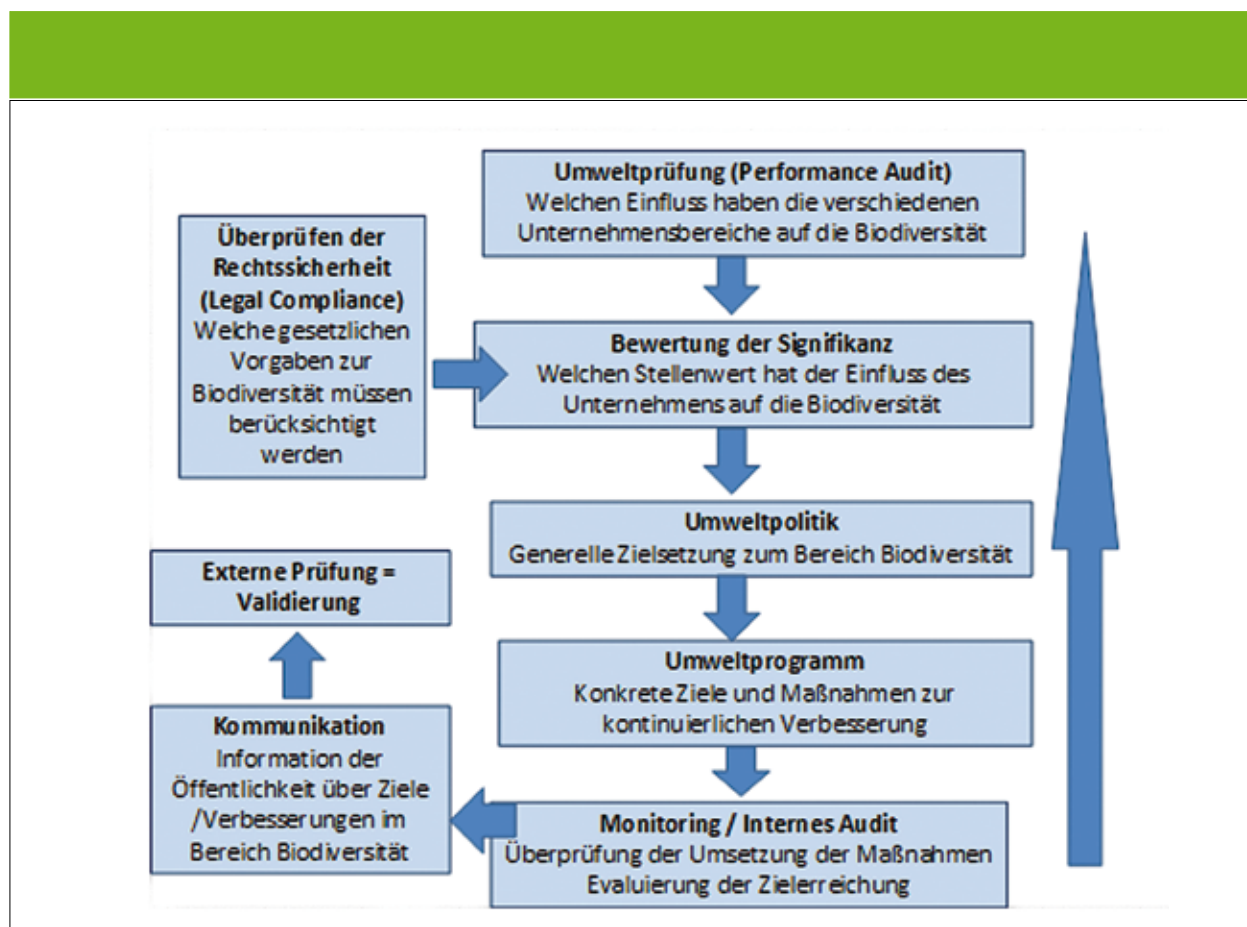 Umweltprüfung (Performance Audit)
Welchen Einfluss haben die verschiedenen
Unternehmensbereiche auf die Biodiversität
Überprüfen der
Rechtssicherheit
(Legal Compliance)
Welche gesetzlichen
Vorgaben zur
Biodiversität müssen
berücksichtigt
werden
Bewertung der Signifikanz
Welchen Stellenwert hat der Einfluss des
Unternehmens auf die Biodiversität
Umweltpolitik
Generelle Zielsetzung zum Bereich Biodiversität
Umweltprogramm
Konkrete Ziele und Maßnahmen zur
kontinuierlichen Verbesserung
Monitoring / Internes Audit
Überprüfung der Umsetzung der Maßnahmen
Evaluierung der Zielerreichung
Kommunikation
Information der
Öffentlichkeit über Ziele
/Verbesserungen im
Bereich Biodiversität
Externe Prüfung =
Validierung